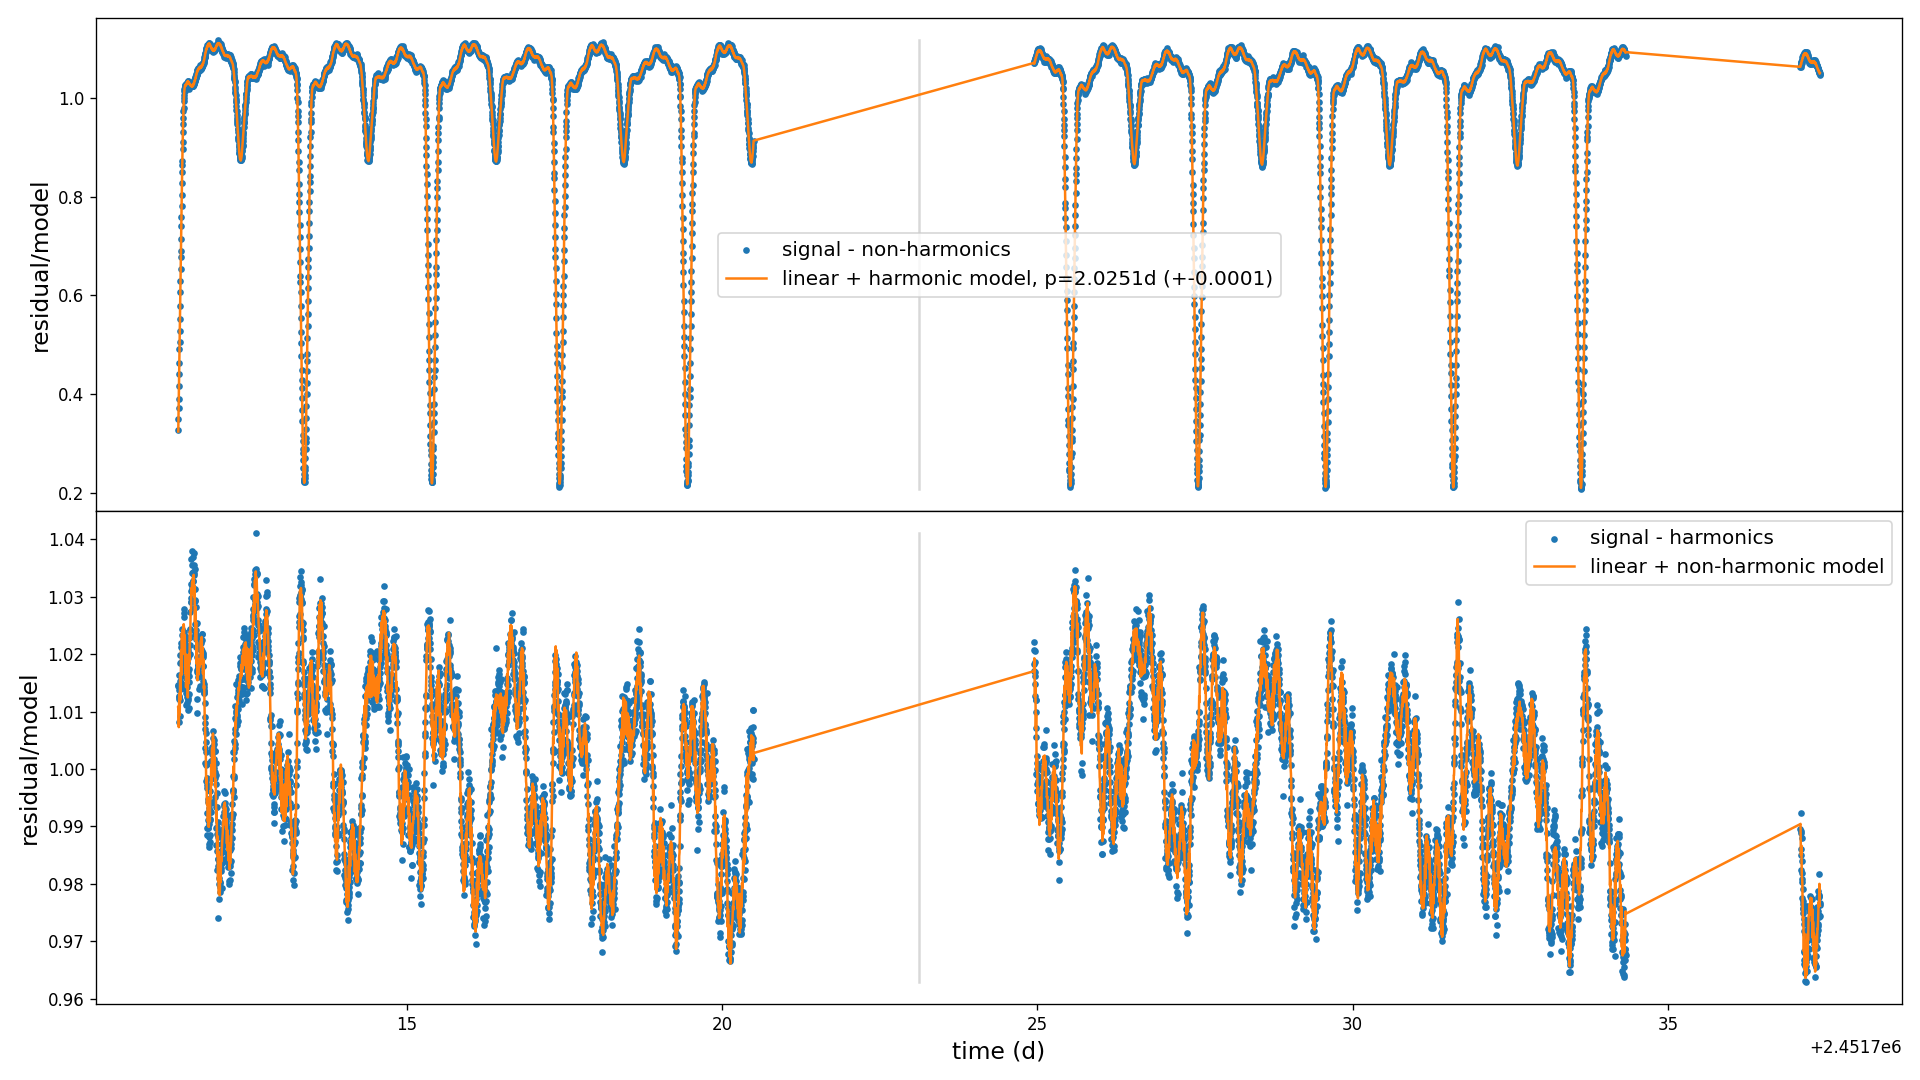 1.0
0.8
0.6
0.4
0.2
residual/model
signal - non-harmonics
linear + harmonic model, p=2.0251d (+-0.0001)
1.04
1.03
1.02
1.01
1.00
0.99
0.98
0.97
0.96
residual/model
signal - harmonics
linear + non-harmonic model
15
20
25
30
35
time (d)
+2.4517e6